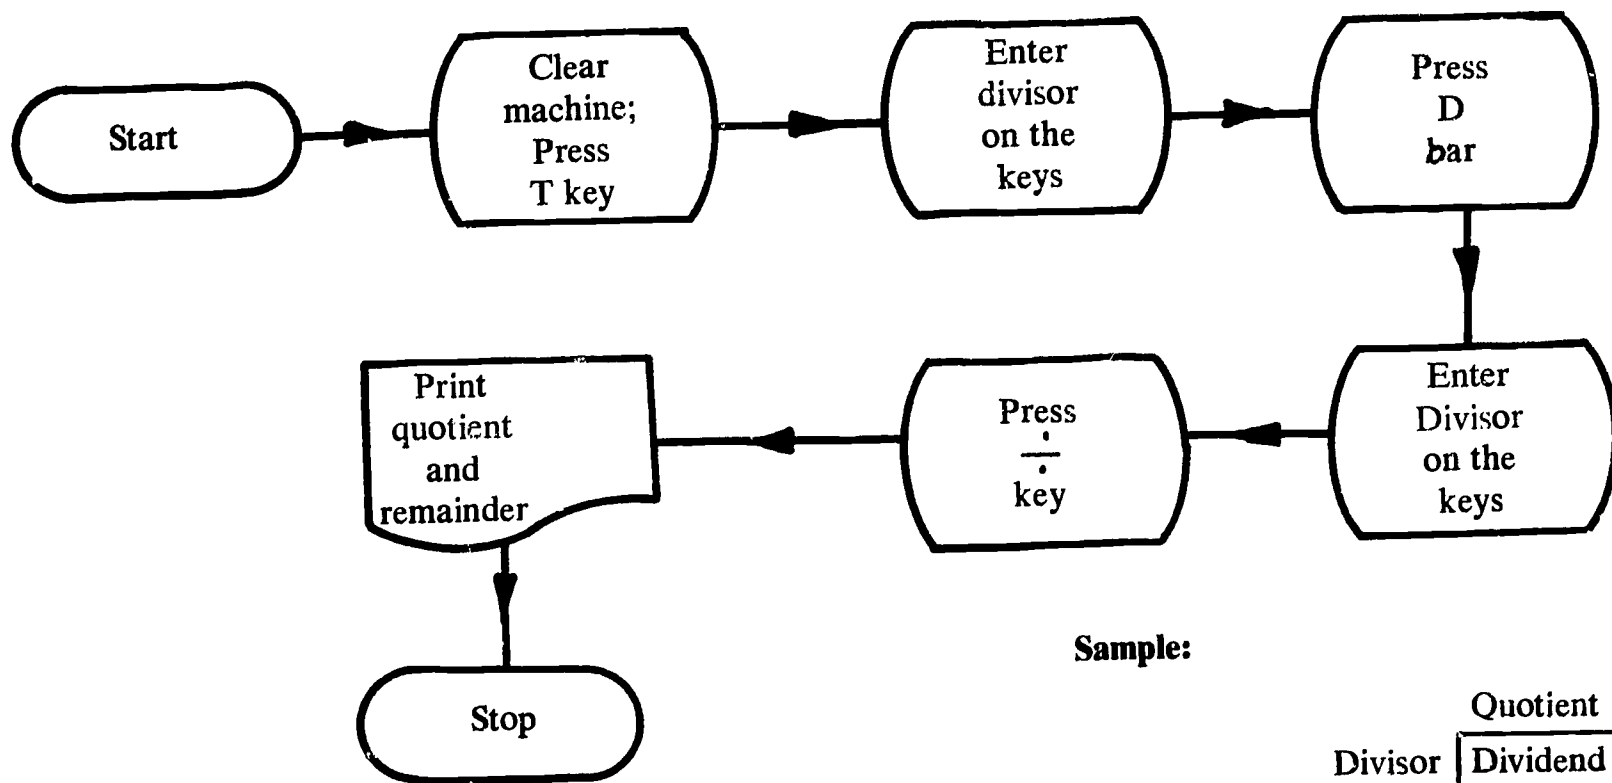 Start
Clear
machine;
Press
T key
Enter
divisor
on the
keys
Press
D
bar
Enter
Divisor
on the
keys
Press
÷
key
Print
quotient
and
remainder
Stop
Sample:
Quotient
Divisor Dividend